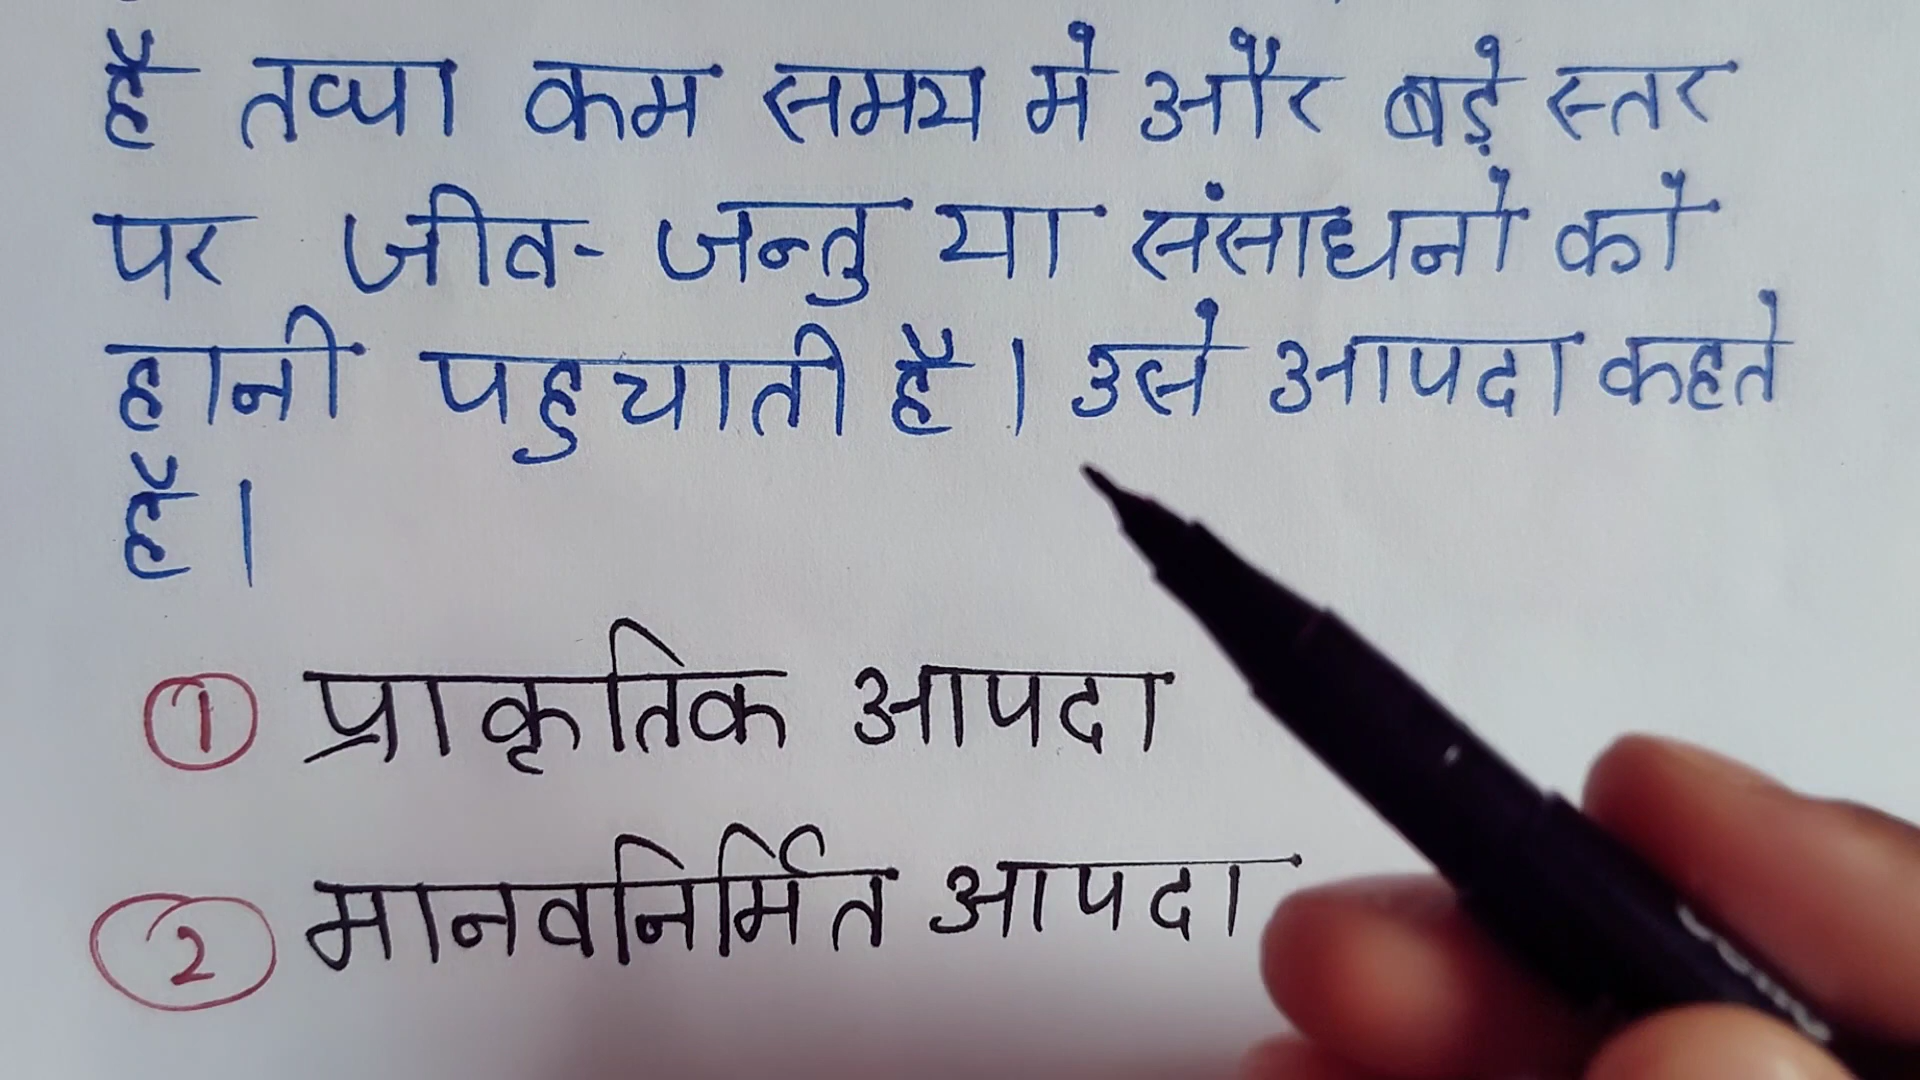 है तथा कम समय मे और बड़े स्तर
पर जीव- जन्तु या संसाधनो को
हानी पहुचाती है। उसे आपदा कहते
है।
1 प्राकृतिक आपदा
2 मानवनिर्मित आपदा